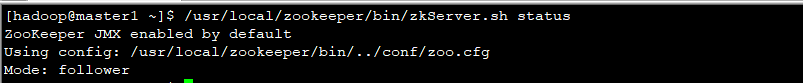 [hadoop@master1 ~]$ /usr/local/zookeeper/bin/zkServer.sh status
ZooKeeper JMX enabled by default
Using config: /usr/local/zookeeper/bin/../conf/zoo.cfg
Mode: follower